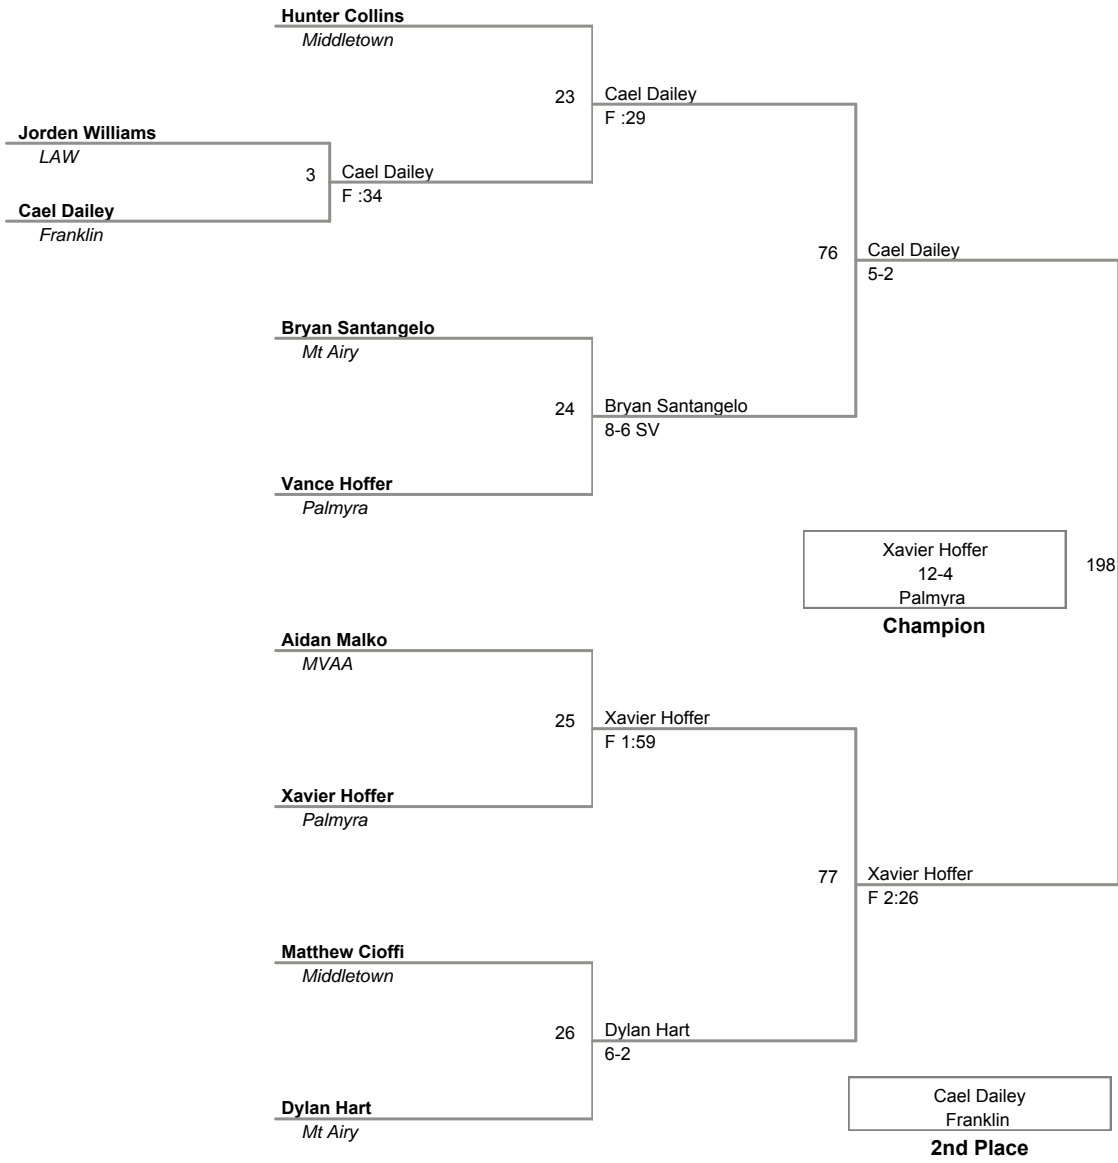 Hunter Collins
Middletown
23
Cael Dailey
F :29
Jorden Williams
LAW
3
Cael Dailey
F :34
Cael Dailey
Franklin
76
Cael Dailey
5-2
Bryan Santangelo
Mt Airy
24
Bryan Santangelo
8-6 SV
Vance Hoffer
Palmyra
Xavier Hoffer
12-4
Palmyra
198
Champion
Aidan Malko
MVAA
25
Xavier Hoffer
F 1:59
Xavier Hoffer
Palmyra
77
Xavier Hoffer
F 2:26
Matthew Cioffi
Middletown
26
Dylan Hart
6-2
Dylan Hart
Mt Airy
Cael Dailey
Franklin
2nd Place